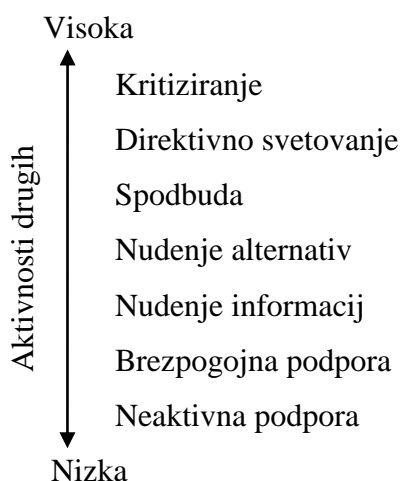 Visoka
Kritiziranje
Direktivno svetovanje
Spodbuda
Nudenje alternativ
Nudenje informacij
Brezpogojna podpora
Neaktivna podpora
Nizka
Aktivnosti drugih